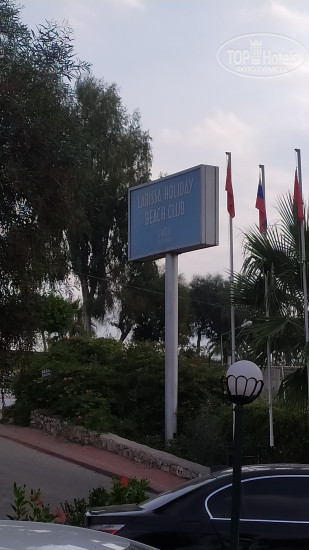 TOP Hotels
LARISSA HOLIDAY
BEACH CLUB